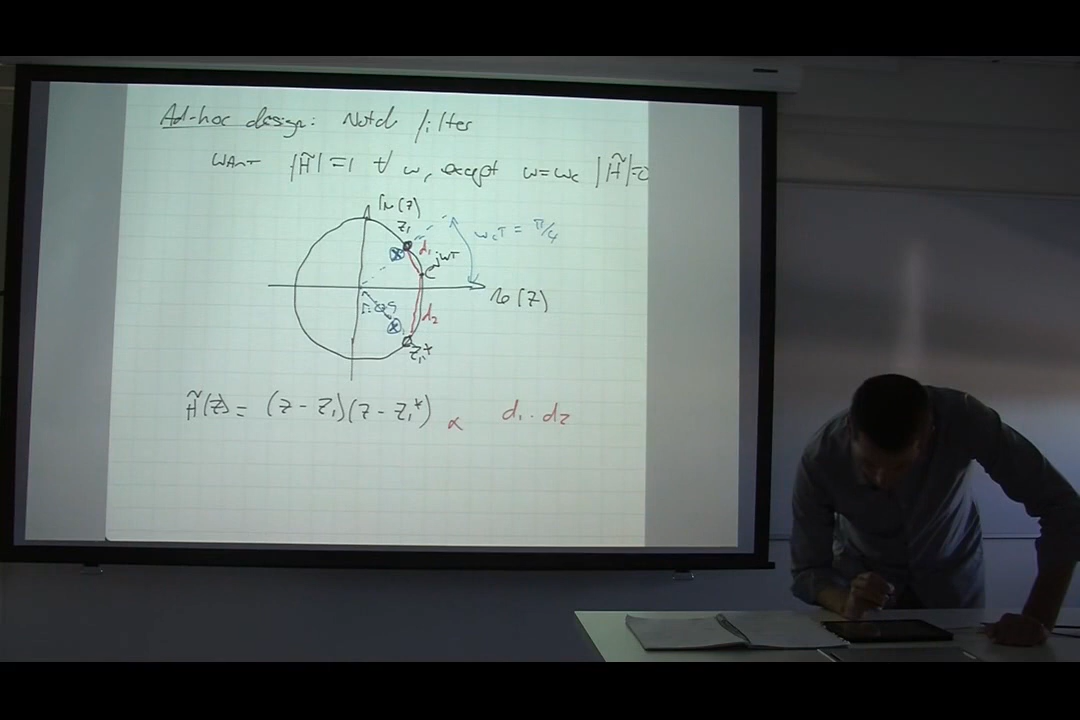 Ad-hoc design: Notch filter
WANT |H̃| = 1 ∀ ω, except ω = ωc |H̃| = 0
Im(z)
z₁
d₁
ωcT = π/4
e^jωT
Re(z)
d₂
z₁*
H̃(z) = (z - z₁)(z - z₁*) α d₁ · d₂